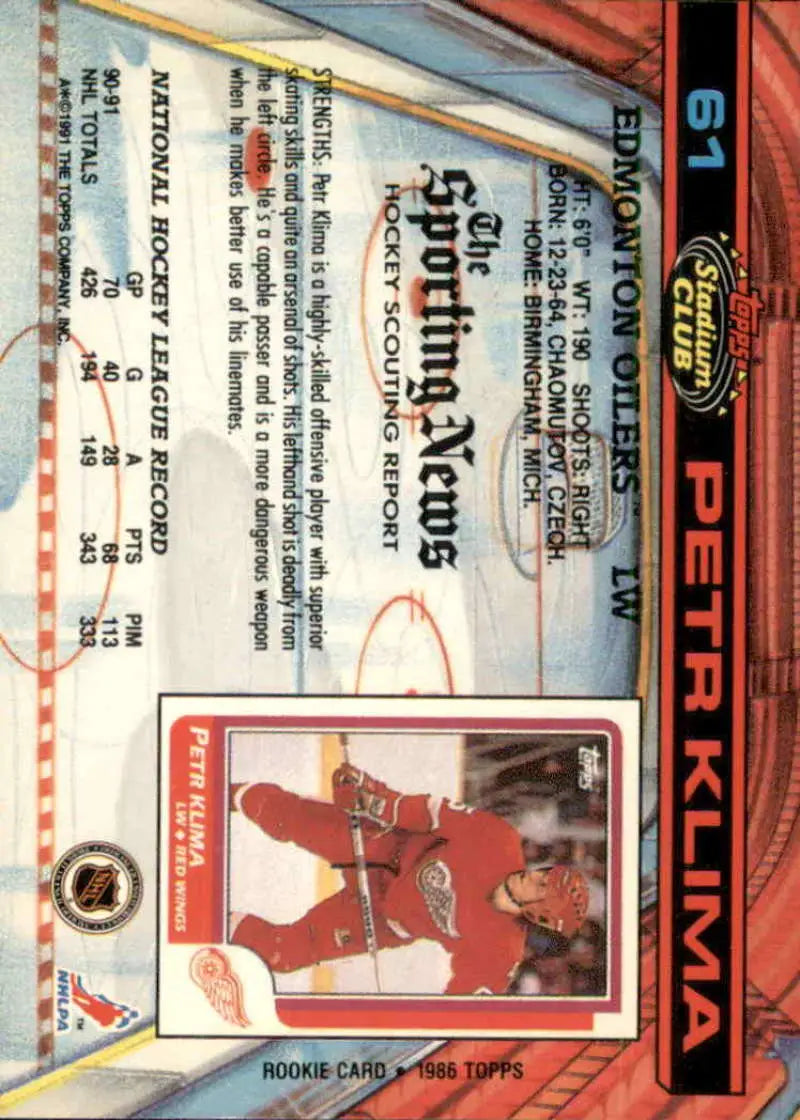 61
Topps
Stadium
CLUB
PETR KLIMA
EDMONTON OILERS™ LW
HT: 6'0" WT: 190 SHOOTS: RIGHT
BORN: 12-23-64, CHAOMUTOV, CZECH.
HOME: BIRMINGHAM, MICH.
The
Sporting News
HOCKEY SCOUTING REPORT
STRENGTHS: Petr Klima is a highly-skilled offensive player with superior
skating skills and quite an arsenal of shots. His lefthand shot is deadly from
the left circle. He's a capable passer and is a more dangerous weapon
when he makes better use of his linemates.
NATIONAL HOCKEY LEAGUE RECORD
GP G A PTS PIM
90-91 70 40 28 68 113
NHL TOTALS 426 194 149 343 333
A★©1991 THE TOPPS COMPANY, INC.
TOPPS
PETR KLIMA
LW ◆ RED WINGS
ROOKIE CARD • 1986 TOPPS
NHL
NHLPA™